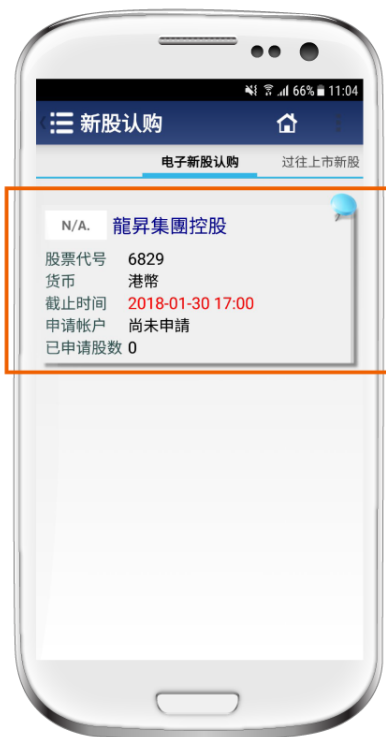 66% 11:04
新股认购
电子新股认购 过往上市新股
N/A. 龍昇集團控股
股票代号 6829
货币 港幣
截止时间 2018-01-30 17:00
申请帐户 尚未申請
已申请股数 0